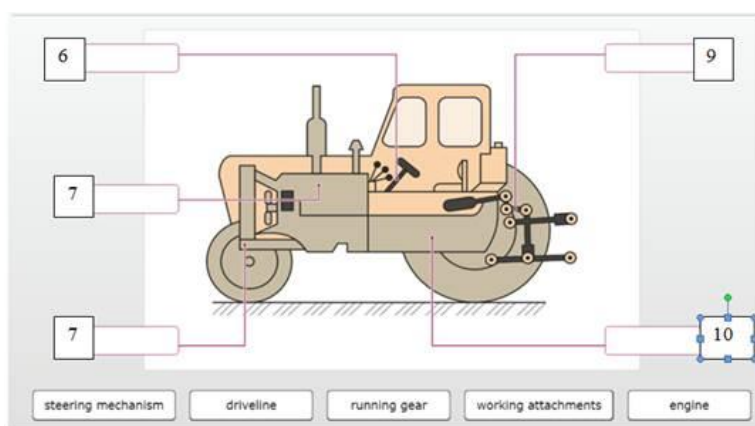 6
9
7
7
10
steering mechanism
driveline
running gear
working attachments
engine